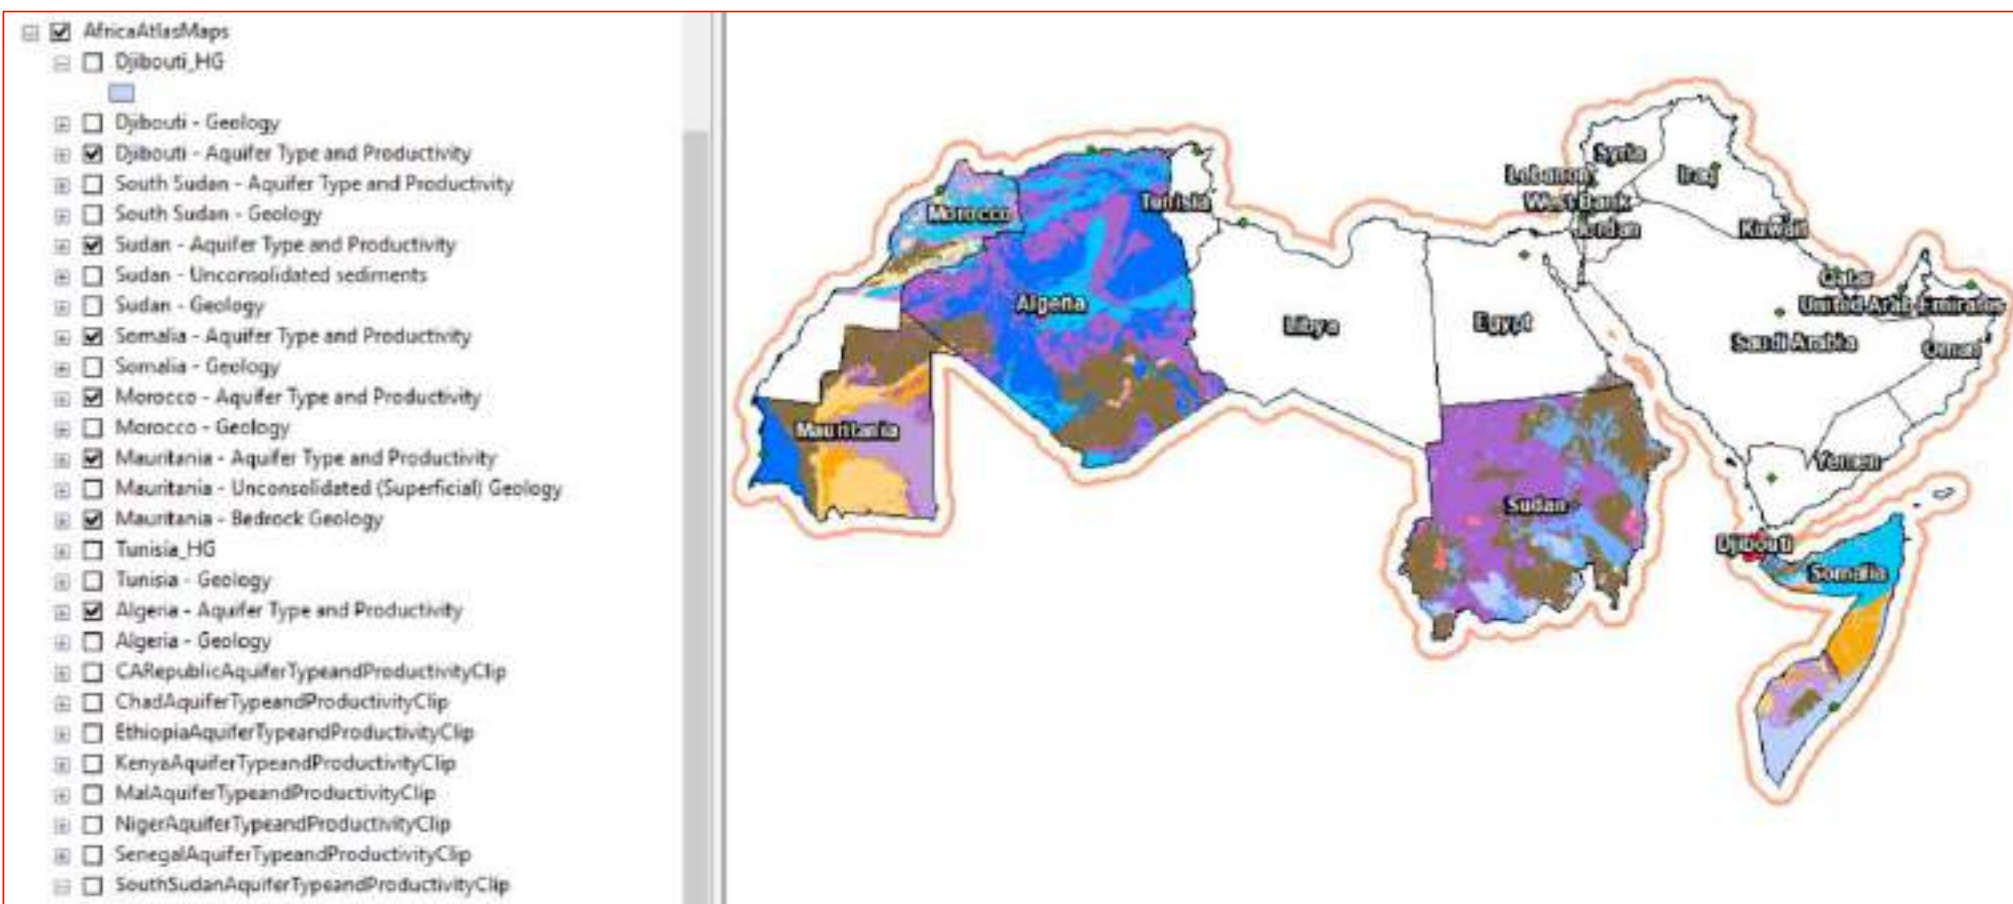 AfricaAtlasMaps
Djibouti_HG
Djibouti - Geology
Djibouti - Aquifer Type and Productivity
South Sudan - Aquifer Type and Productivity
South Sudan - Geology
Sudan - Aquifer Type and Productivity
Sudan - Unconsolidated sediments
Sudan - Geology
Somalia - Aquifer Type and Productivity
Somalia - Geology
Morocco - Aquifer Type and Productivity
Morocco - Geology
Mauritania - Aquifer Type and Productivity
Mauritania - Unconsolidated (Superficial) Geology
Mauritania - Bedrock Geology
Tunisia_HG
Tunisia - Geology
Algeria - Aquifer Type and Productivity
Algeria - Geology
CARepublicAquiferTypeandProductivityClip
ChadAquiferTypeandProductivityClip
EthiopiaAquiferTypeandProductivityClip
KenyaAquiferTypeandProductivityClip
MalAquiferTypeandProductivityClip
NigerAquiferTypeandProductivityClip
SenegalAquiferTypeandProductivityClip
SouthSudanAquiferTypeandProductivityClip
Syria
Lebanon
Iraq
West Bank
Morocco
Tunisia
Jordan
Kuwait
Qatar
Algeria
United Arab Emirates
Libya
Egypt
Saudi Arabia
Oman
Mauritania
Yemen
Sudan
Djibouti
Somalia